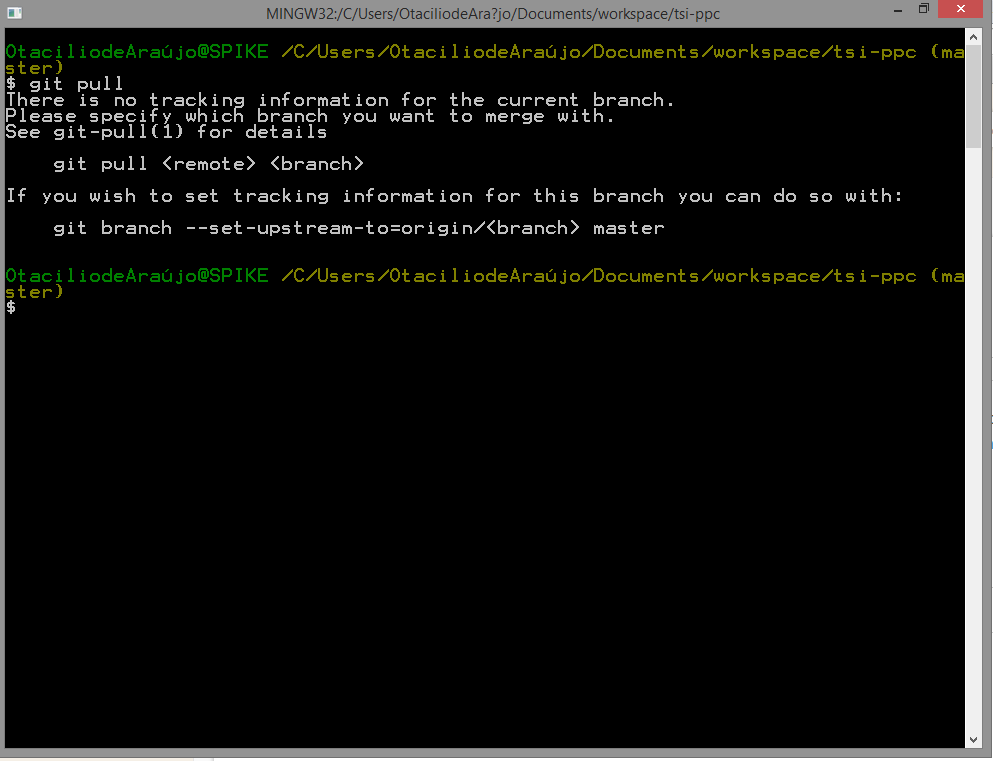 MINGW32:/C/Users/OtaciliodeAra?jo/Documents/workspace/tsi-ppc
OtaciliodeAraújo@SPIKE /C/Users/OtaciliodeAraújo/Documents/workspace/tsi-ppc (ma
ster)
$ git pull
There is no tracking information for the current branch.
Please specify which branch you want to merge with.
See git-pull(1) for details
git pull <remote> <branch>
If you wish to set tracking information for this branch you can do so with:
git branch --set-upstream-to=origin/<branch> master
OtaciliodeAraújo@SPIKE /C/Users/OtaciliodeAraújo/Documents/workspace/tsi-ppc (ma
ster)
$